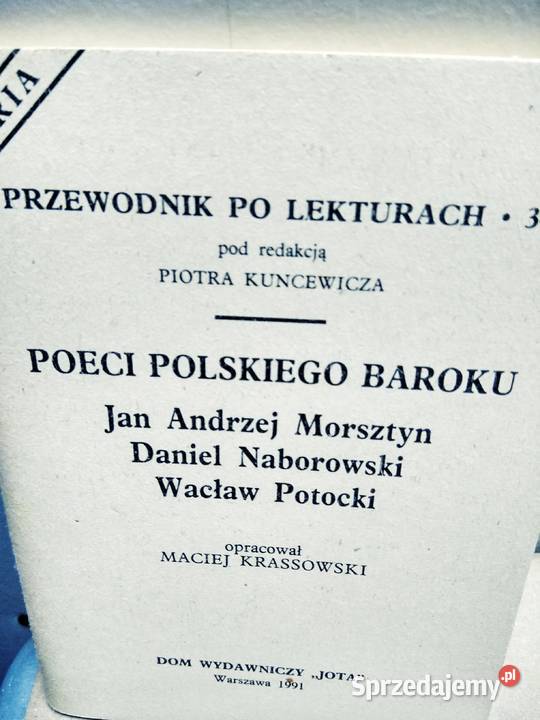 RIA
PRZEWODNIK PO LEKTURACH • 3
pod redakcją
PIOTRA KUNCEWICZA
POECI POLSKIEGO BAROKU
Jan Andrzej Morsztyn
Daniel Naborowski
Wacław Potocki
opracował
MACIEJ KRASSOWSKI
DOM WYDAWNICZY „JOTA"
Warszawa 1991
Sprzedajemy.pl